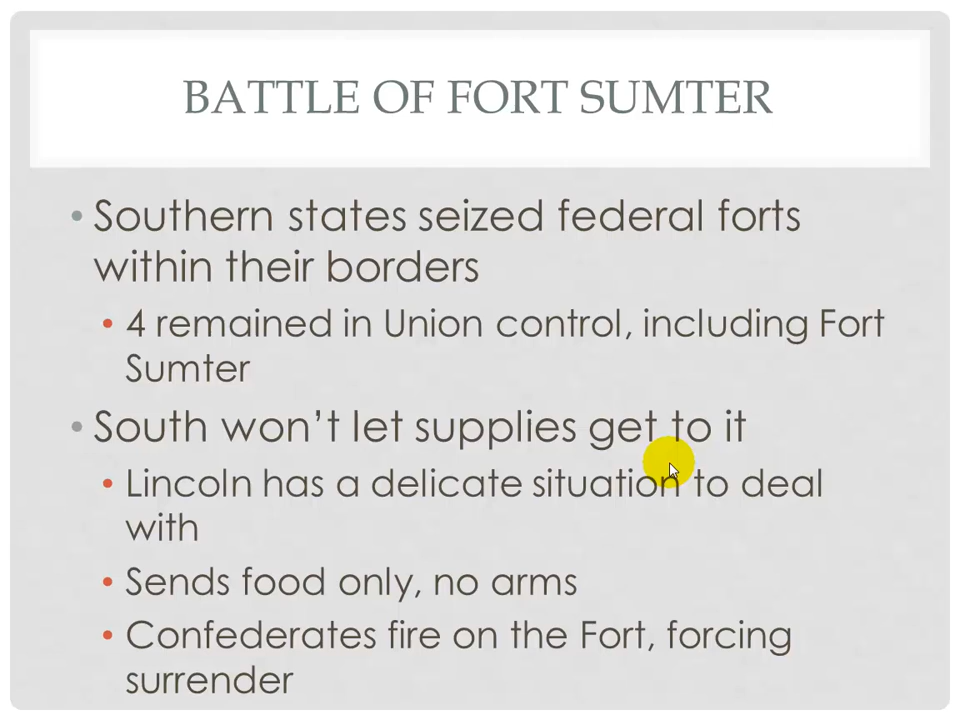 BATTLE OF FORT SUMTER
• Southern states seized federal forts
within their borders
• 4 remained in Union control, including Fort
Sumter
• South won’t let supplies get to it
• Lincoln has a delicate situation to deal
with
• Sends food only, no arms
• Confederates fire on the Fort, forcing
surrender